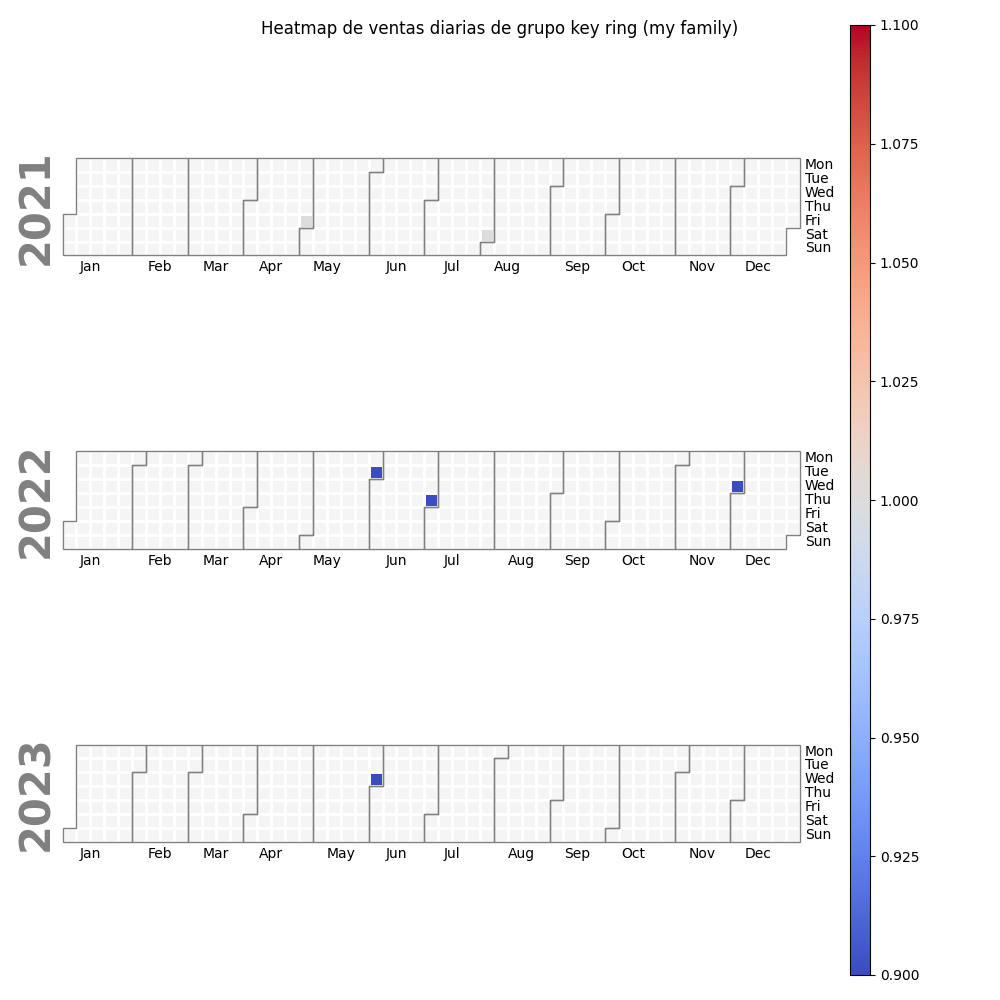 Heatmap de ventas diarias de grupo key ring (my family)
2021
Mon
Tue
Wed
Thu
Fri
Sat
Sun
Jan Feb Mar Apr May Jun Jul Aug Sep Oct Nov Dec
2022
Mon
Tue
Wed
Thu
Fri
Sat
Sun
Jan Feb Mar Apr May Jun Jul Aug Sep Oct Nov Dec
2023
Mon
Tue
Wed
Thu
Fri
Sat
Sun
Jan Feb Mar Apr May Jun Jul Aug Sep Oct Nov Dec
1.100
1.075
1.050
1.025
1.000
0.975
0.950
0.925
0.900